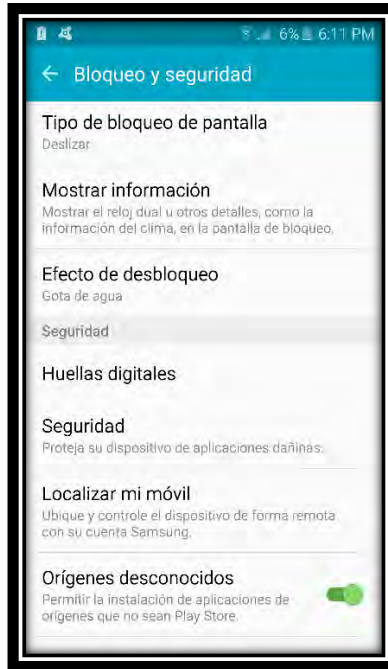 6% 6:11 PM
← Bloqueo y seguridad
Tipo de bloqueo de pantalla
Deslizar
Mostrar información
Mostrar el reloj dual u otros detalles, como la
información del clima, en la pantalla de bloqueo.
Efecto de desbloqueo
Gota de agua
Seguridad
Huellas digitales
Seguridad
Proteja su dispositivo de aplicaciones dañinas.
Localizar mi móvil
Ubique y controle el dispositivo de forma remota
con su cuenta Samsung.
Orígenes desconocidos
Permitir la instalación de aplicaciones de
orígenes que no sean Play Store.